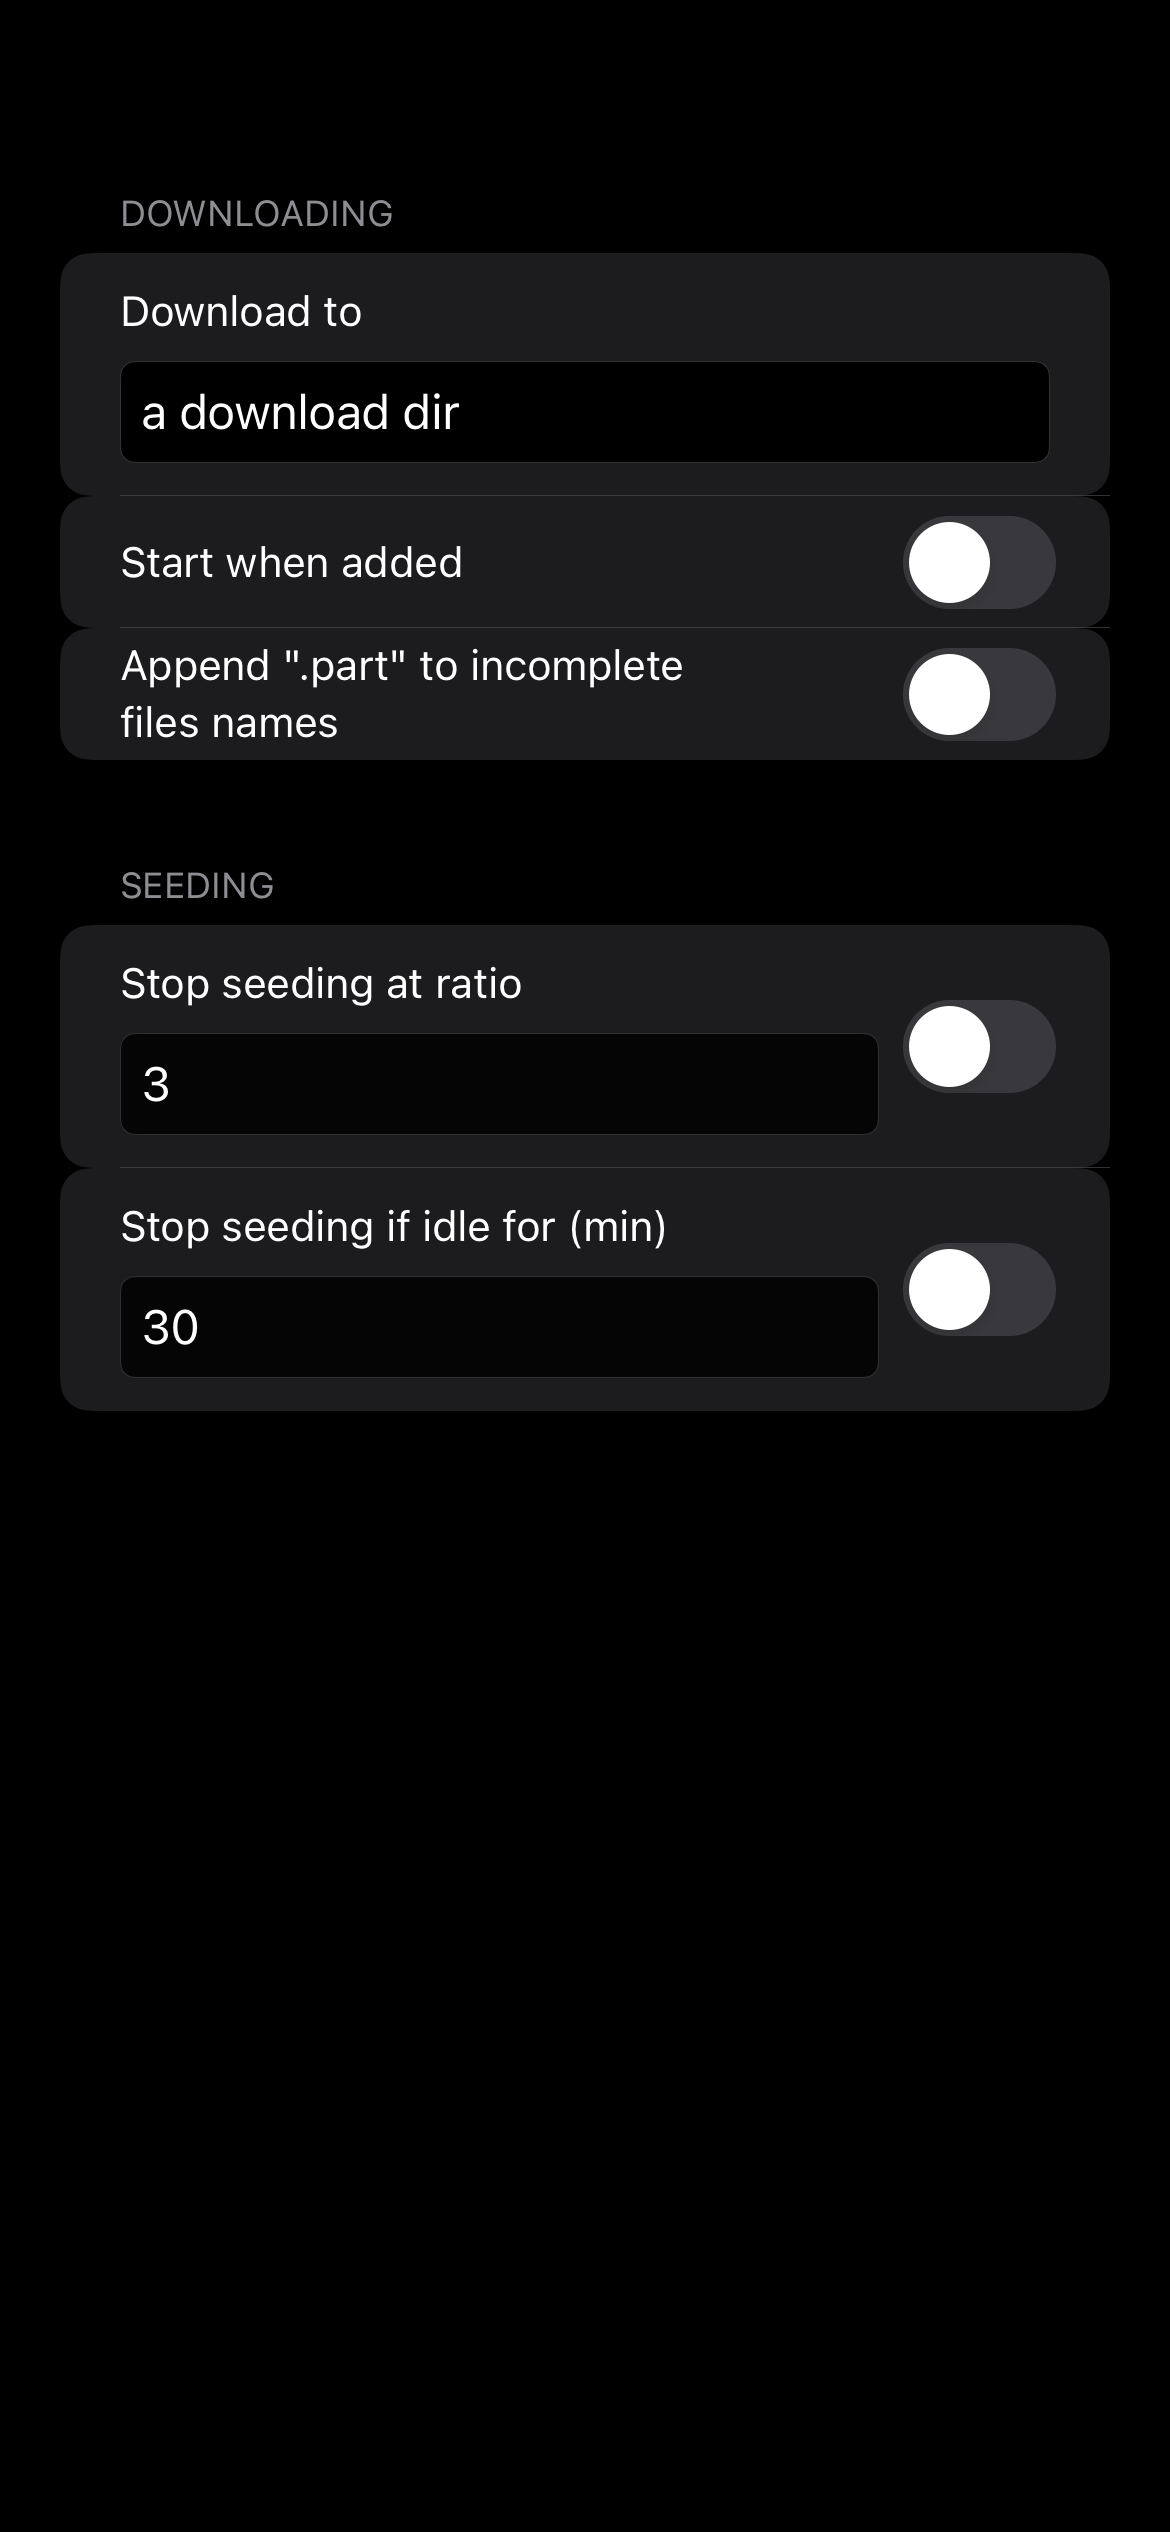 DOWNLOADING
Download to
a download dir
Start when added
Append ".part" to incomplete
files names
SEEDING
Stop seeding at ratio
3
Stop seeding if idle for (min)
30